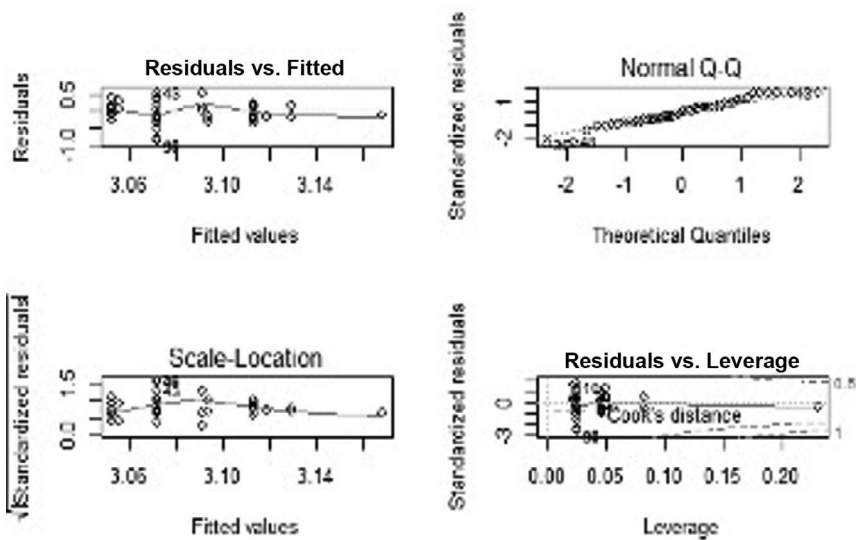 Residuals vs. Fitted
Residuals
0.5
-1.0
43
3.06 3.10 3.14
Fitted values
Normal Q-Q
Standardized residuals
1
-2
-2 -1 0 1 2
Theoretical Quantiles
Scale-Location
√|Standardized residuals|
1.5
0.0
3.06 3.10 3.14
Fitted values
Residuals vs. Leverage
Standardized residuals
0
-3
Cook's distance
0.5
1
0.00 0.05 0.10 0.15 0.20
Leverage